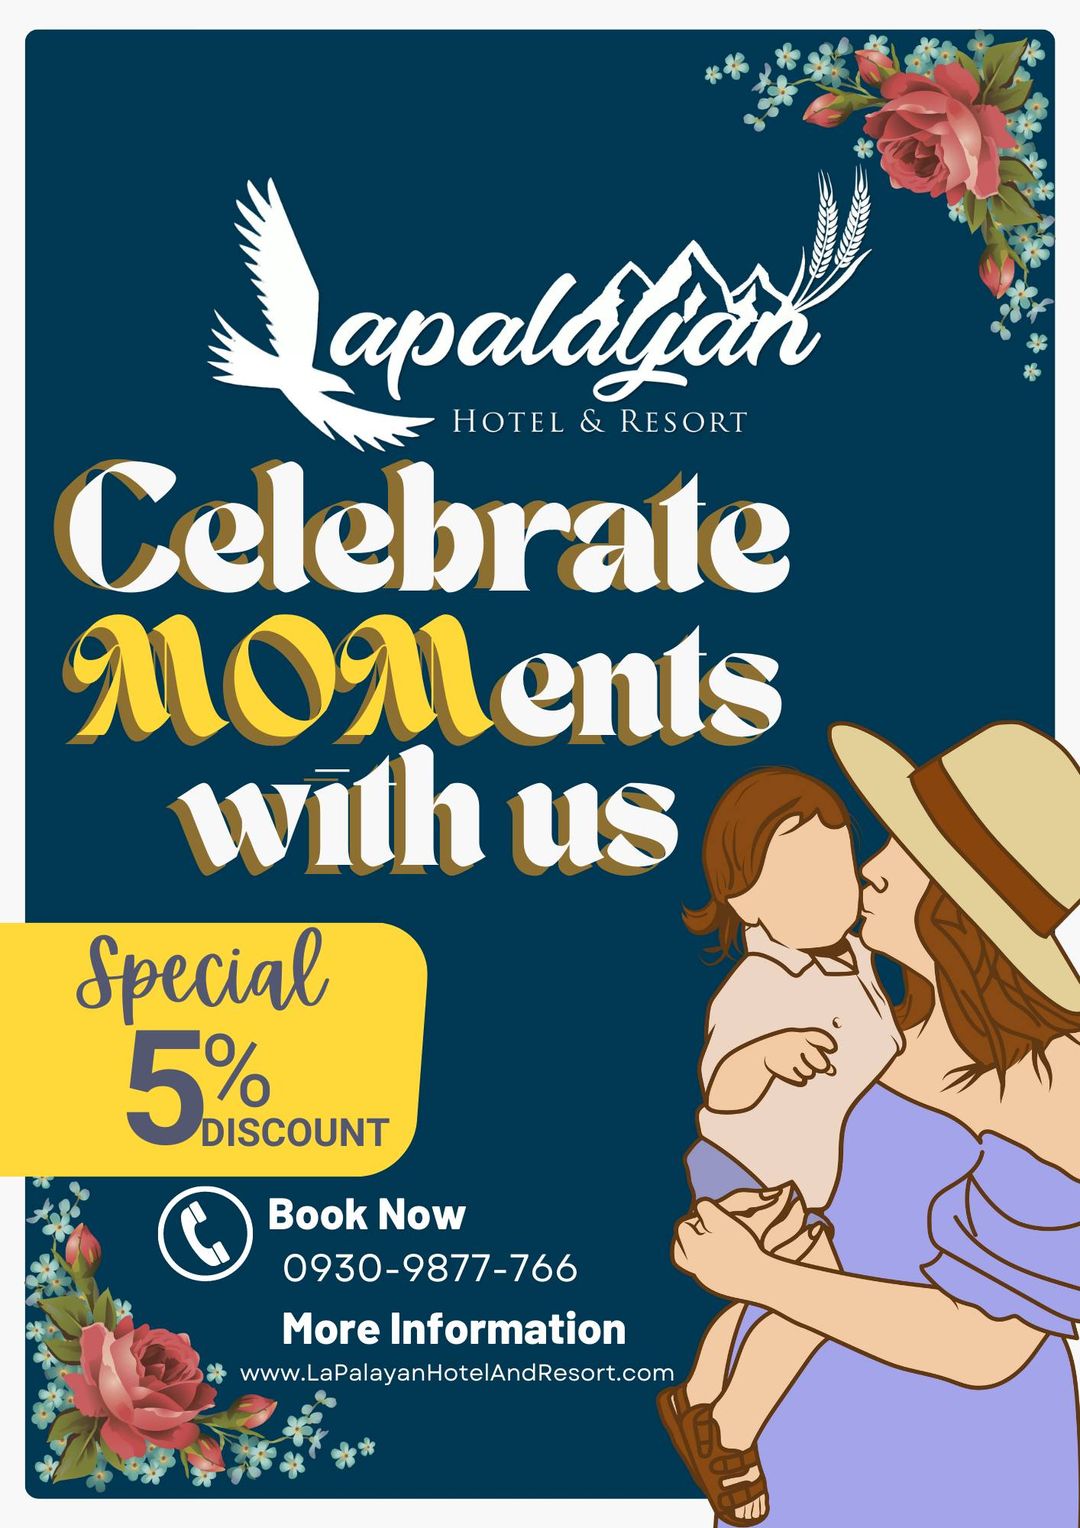 Lapalayan
HOTEL & RESORT
Celebrate
MOMents
with us
Special
5%
DISCOUNT
Book Now
0930-9877-766
More Information
www.LaPalayanHotelAndResort.com